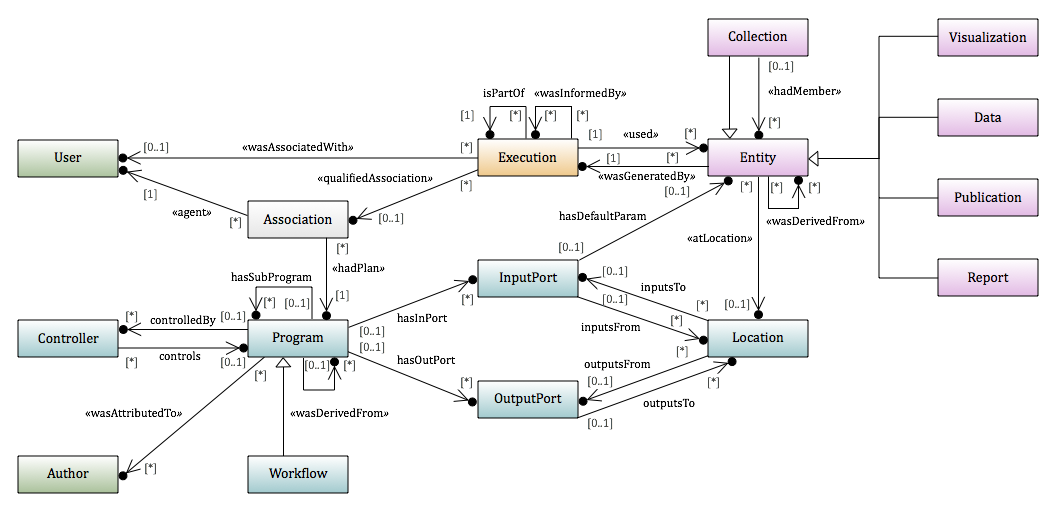 Collection
Visualization
[0..1]
isPartOf
«wasInformedBy»
«hadMember»
[1]
[*]
[*]
[*]
Data
[1]
«used»
[*]
User
[0..1]
«wasAssociatedWith»
[*]
Execution
Entity
[1]
[*]
«wasGeneratedBy»
«qualifiedAssociation»
[*]
[0..1]
[*]
[*]
[*]
[1]
Publication
«agent»
[*]
Association
[0..1]
hasDefaultParam
«wasDerivedFrom»
[*]
[0..1]
«atLocation»
«hadPlan»
hasSubProgram
InputPort
[0..1]
Report
inputsTo
[*]
[0..1]
[1]
[*]
[0..1]
[0..1]
[*]
controlledBy
[0..1]
hasInPort
[*]
[*]
Controller
Program
[0..1]
inputsFrom
Location
controls
[0..1]
[*]
[*]
[0..1]
hasOutPort
outputsFrom
[*]
[0..1]
[*]
[*]
[0..1]
[*]
OutputPort
outputsTo
«wasAttributedTo»
«wasDerivedFrom»
[0..1]
[*]
Author
Workflow